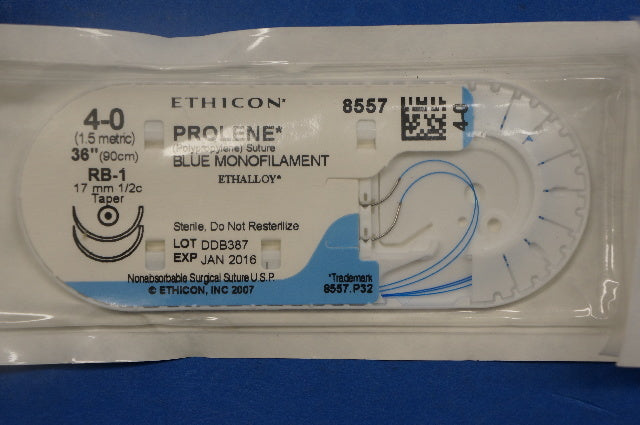 4-0
(1.5 metric)
36" (90cm)
RB-1
17 mm 1/2c
Taper
ETHICON*
8557
PROLENE*
(Polypropylene) Suture
BLUE MONOFILAMENT
ETHALLOY*
4-0
Sterile, Do Not Resterilize
LOT DDB387
EXP JAN 2016
Nonabsorbable Surgical Suture U.S.P.
© ETHICON, INC 2007
*Trademark
8557.P32